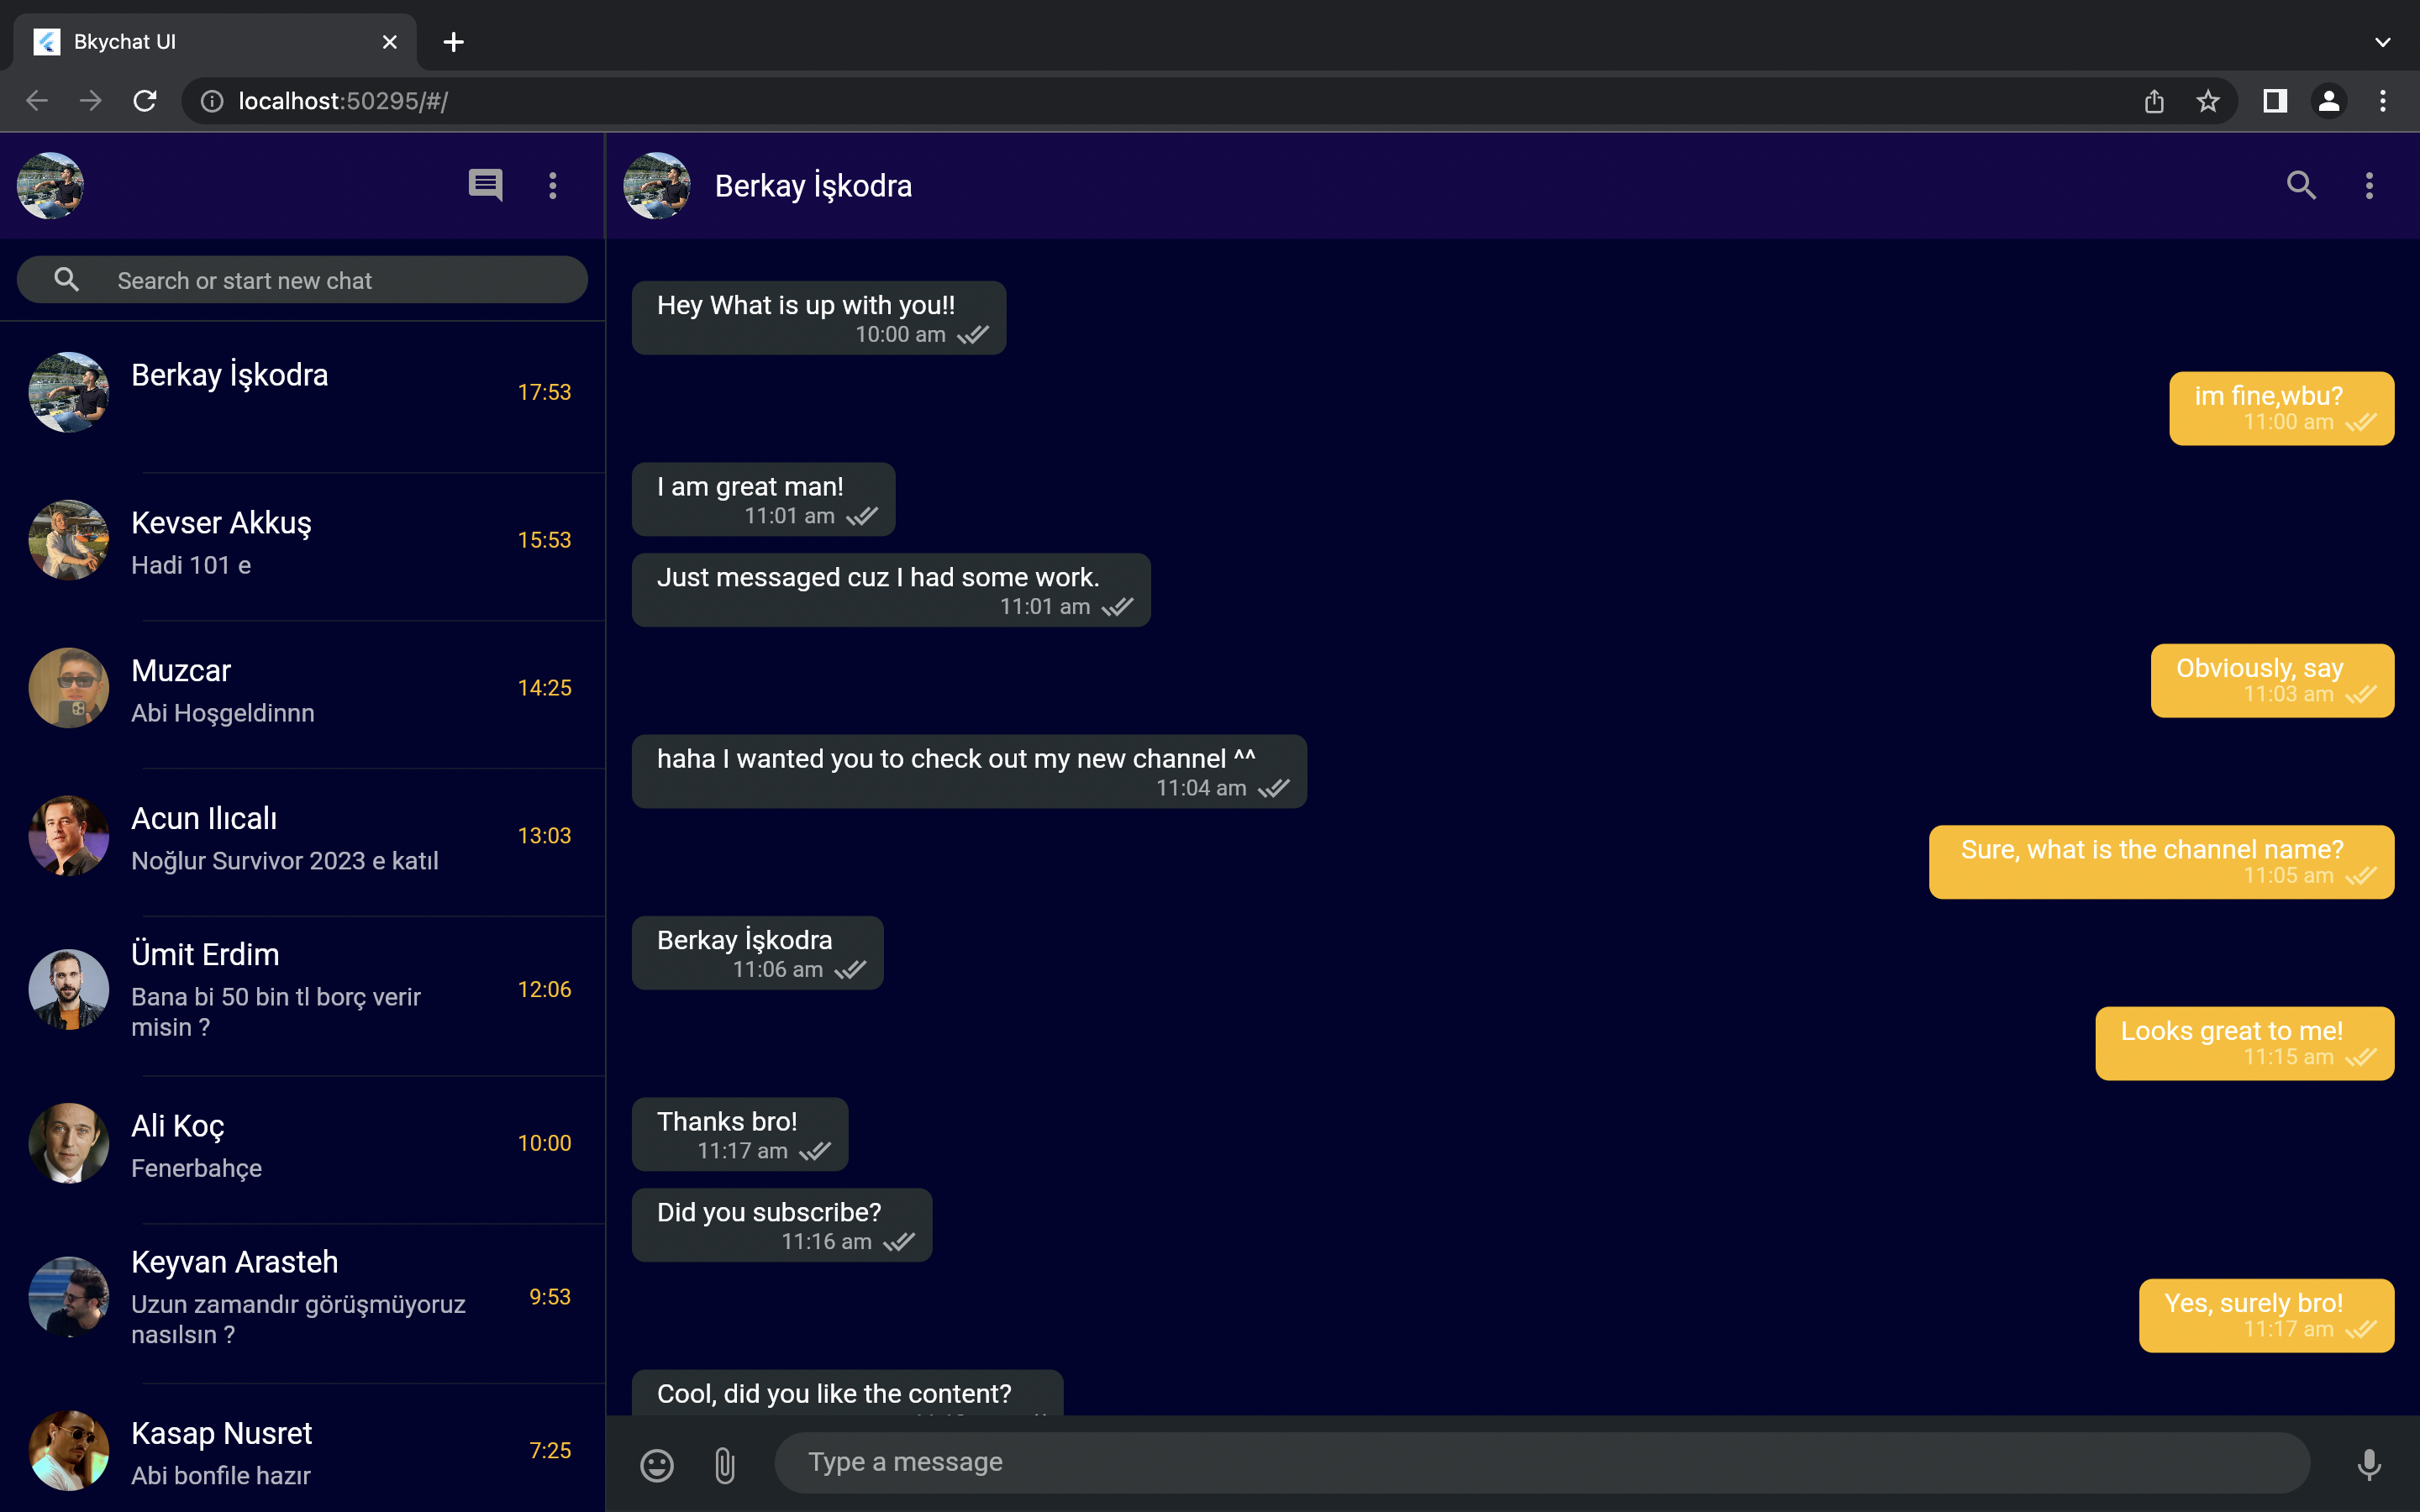 Bkychat UI
localhost:50295/#/
Berkay İşkodra
Search or start new chat
Berkay İşkodra
17:53
Kevser Akkuş
Hadi 101 e
15:53
Muzcar
Abi Hoşgeldinnn
14:25
Acun Ilıcalı
Noğlur Survivor 2023 e katıl
13:03
Ümit Erdim
Bana bi 50 bin tl borç verir
misin ?
12:06
Ali Koç
Fenerbahçe
10:00
Keyvan Arasteh
Uzun zamandır görüşmüyoruz
nasılsın ?
9:53
Kasap Nusret
Abi bonfile hazır
7:25
Hey What is up with you!!
10:00 am
im fine,wbu?
11:00 am
I am great man!
11:01 am
Just messaged cuz I had some work.
11:01 am
Obviously, say
11:03 am
haha I wanted you to check out my new channel ^^
11:04 am
Sure, what is the channel name?
11:05 am
Berkay İşkodra
11:06 am
Looks great to me!
11:15 am
Thanks bro!
11:17 am
Did you subscribe?
11:16 am
Yes, surely bro!
11:17 am
Cool, did you like the content?
Type a message